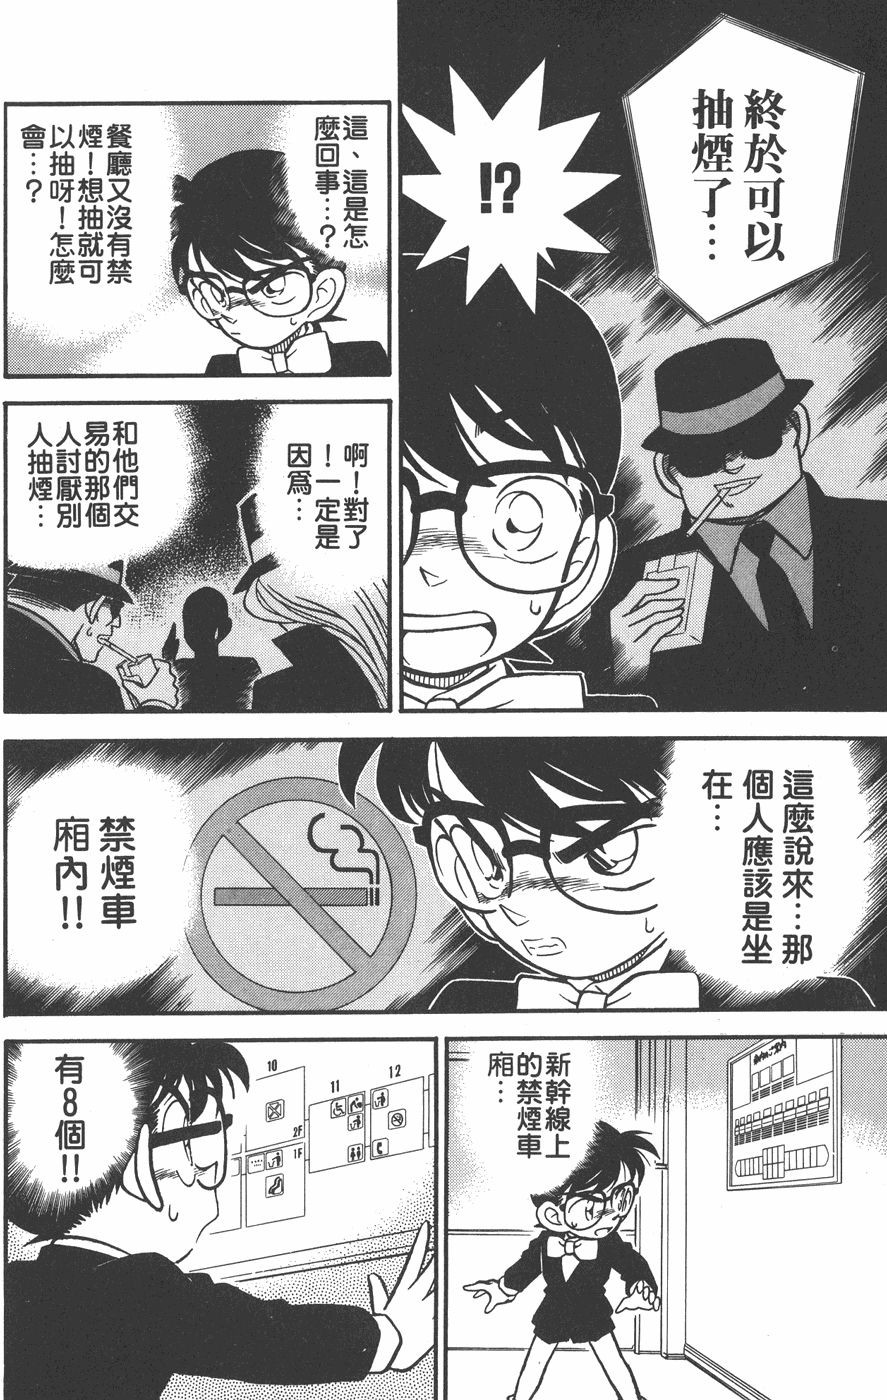 終於可以
抽煙了…
!?
這、這是怎
麼回事…？
餐廳又沒有禁
煙！想抽就可
以抽呀！怎麼
會…？
啊！對了
！一定是
因爲…
和他們交
易的那個
人討厭別
人抽煙…
這麼說來…那
個人應該是坐
在…
禁煙車
廂內!!
新幹線上
的禁煙車
廂…
有8個!!
10
11
12
2F
1F